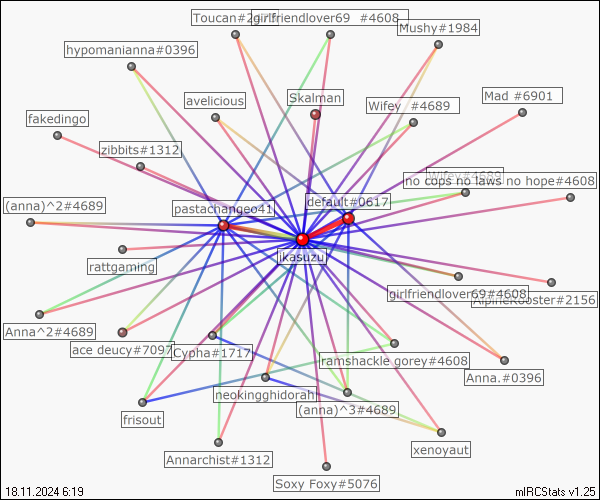 Toucan#2
girlfriendlover69 #4608
Mushy#1984
hypomanianna#0396
avelicious
Skalman
Wifey #4689
Mad #6901
fakedingo
zibbits#1312
Wifey#4689
no cops no laws no hope#4608
(anna)^2#4689
pastachangeo41
default#0617
ikasuzu
rattgaming
girlfriendlover69#4608
AlpineRooster#2156
Anna^2#4689
ace deucy#7097
Cypha#1717
ramshackle gorey#4608
Anna.#0396
neokingghidorah
(anna)^3#4689
frisout
xenoyaut
Annarchist#1312
Soxy Foxy#5076
18.11.2024 6:19
mIRCStats v1.25